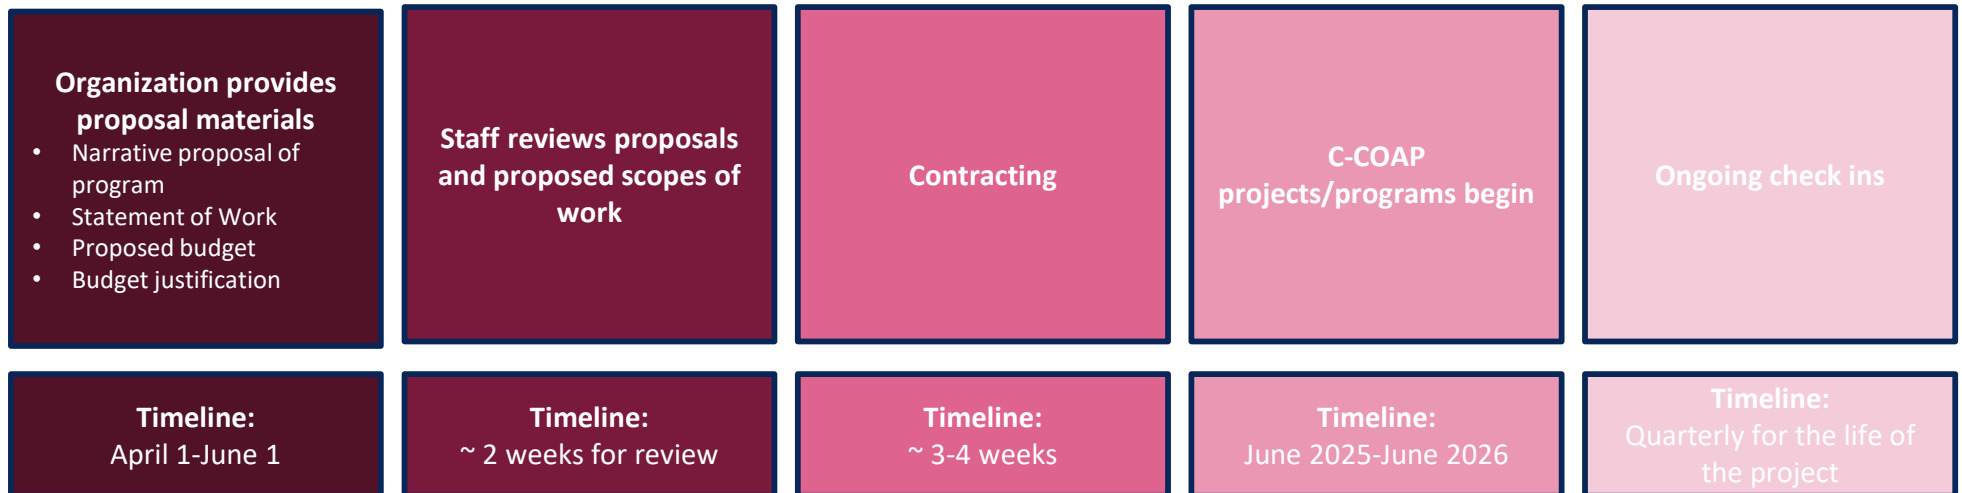 Organization provides
proposal materials
• Narrative proposal of
program
• Statement of Work
• Proposed budget
• Budget justification
Staff reviews proposals
and proposed scopes of
work
Contracting
C-COAP
projects/programs begin
Ongoing check ins
Timeline:
April 1-June 1
Timeline:
~ 2 weeks for review
Timeline:
~ 3-4 weeks
Timeline:
June 2025-June 2026
Timeline:
Quarterly for the life of
the project